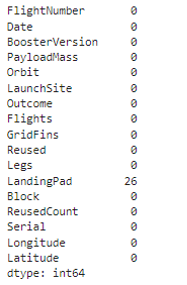 FlightNumber 0
Date 0
BoosterVersion 0
PayloadMass 0
Orbit 0
LaunchSite 0
Outcome 0
Flights 0
GridFins 0
Reused 0
Legs 0
LandingPad 26
Block 0
ReusedCount 0
Serial 0
Longitude 0
Latitude 0
dtype: int64